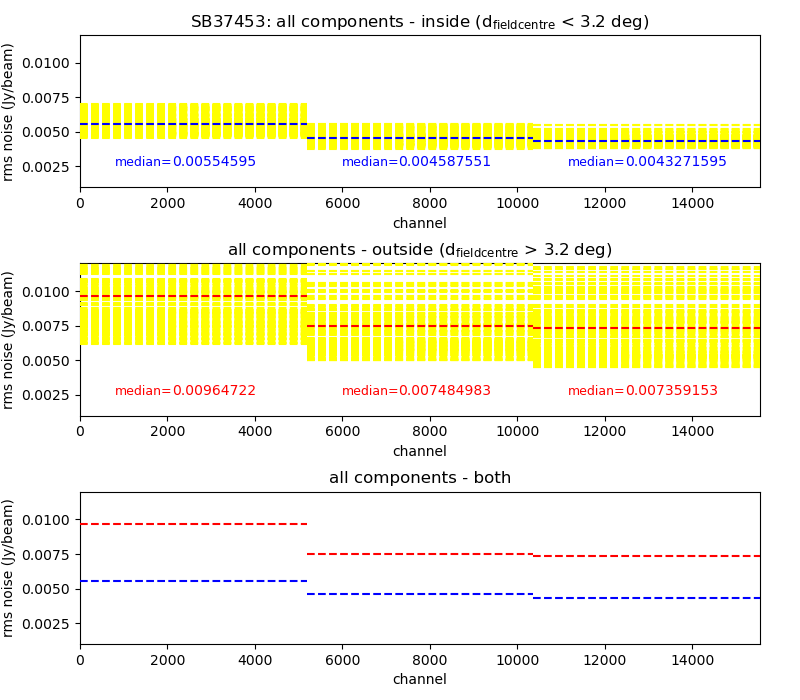 SB37453: all components - inside (d_fieldcentre < 3.2 deg)
0.0100
0.0075
0.0050
0.0025
rms noise (Jy/beam)
median=0.00554595 median=0.004587551 median=0.0043271595
0 2000 4000 6000 8000 10000 12000 14000
channel
all components - outside (d_fieldcentre > 3.2 deg)
0.0100
0.0075
0.0050
0.0025
rms noise (Jy/beam)
median=0.00964722 median=0.007484983 median=0.007359153
0 2000 4000 6000 8000 10000 12000 14000
channel
all components - both
0.0100
0.0075
0.0050
0.0025
rms noise (Jy/beam)
0 2000 4000 6000 8000 10000 12000 14000
channel